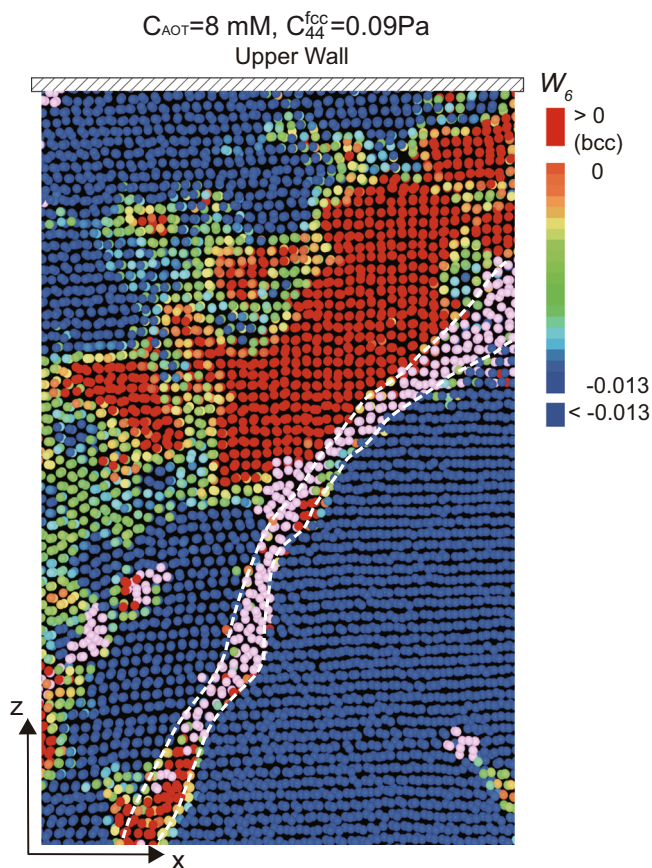 C_AOT=8 mM, C_44^fcc=0.09Pa
Upper Wall
W_6
> 0
(bcc)
0
-0.013
< -0.013
z
x